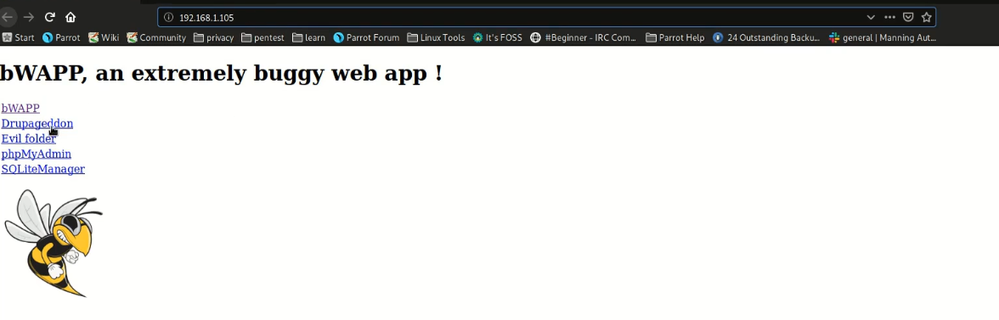 192.168.1.105
Start Parrot Wiki Community privacy pentest learn Parrot Forum Linux Tools It's FOSS #Beginner - IRC Com... Parrot Help 24 Outstanding Backu... general | Manning Aut...
bWAPP, an extremely buggy web app !
bWAPP
Drupageddon
Evil folder
phpMyAdmin
SQLiteManager